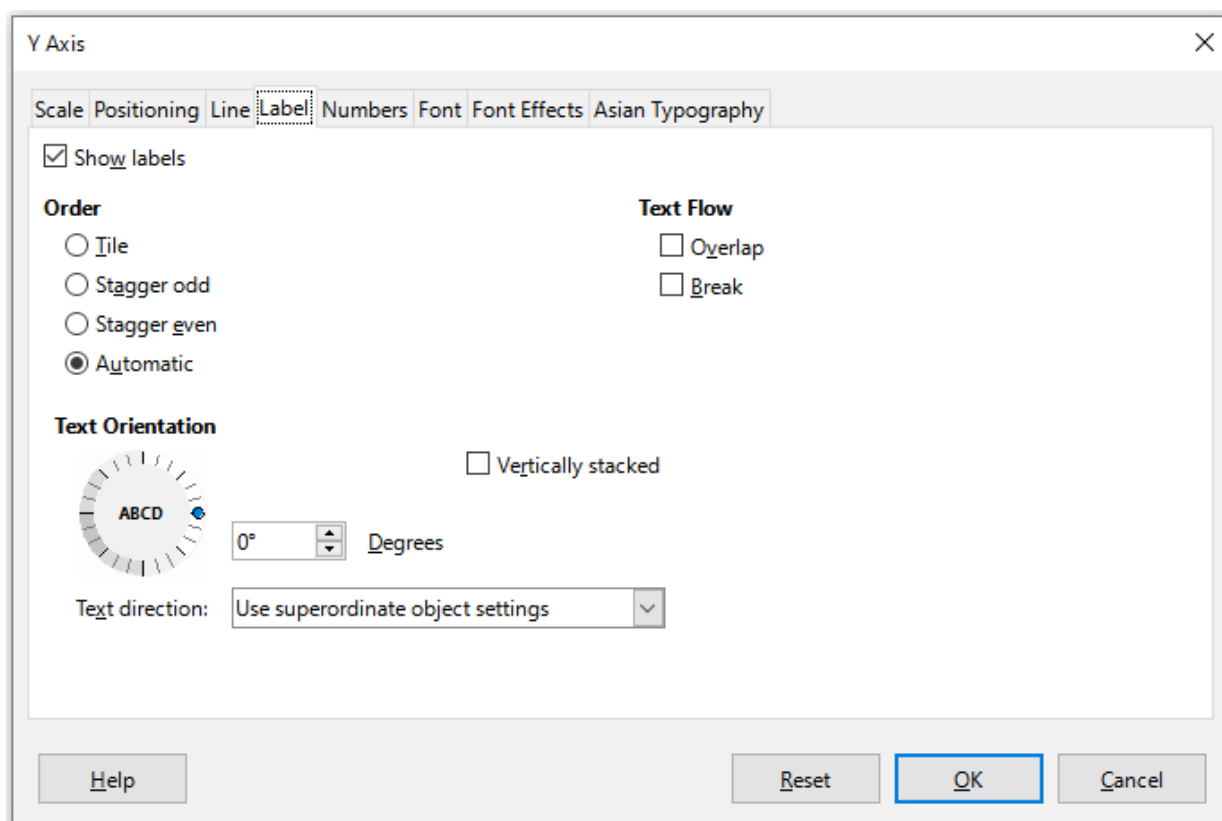 Y Axis
Scale Positioning Line Label Numbers Font Font Effects Asian Typography
Show labels
Order
Text Flow
Tile
Overlap
Stagger odd
Break
Stagger even
Automatic
Text Orientation
Vertically stacked
ABCD
0° Degrees
Text direction: Use superordinate object settings
Help Reset OK Cancel